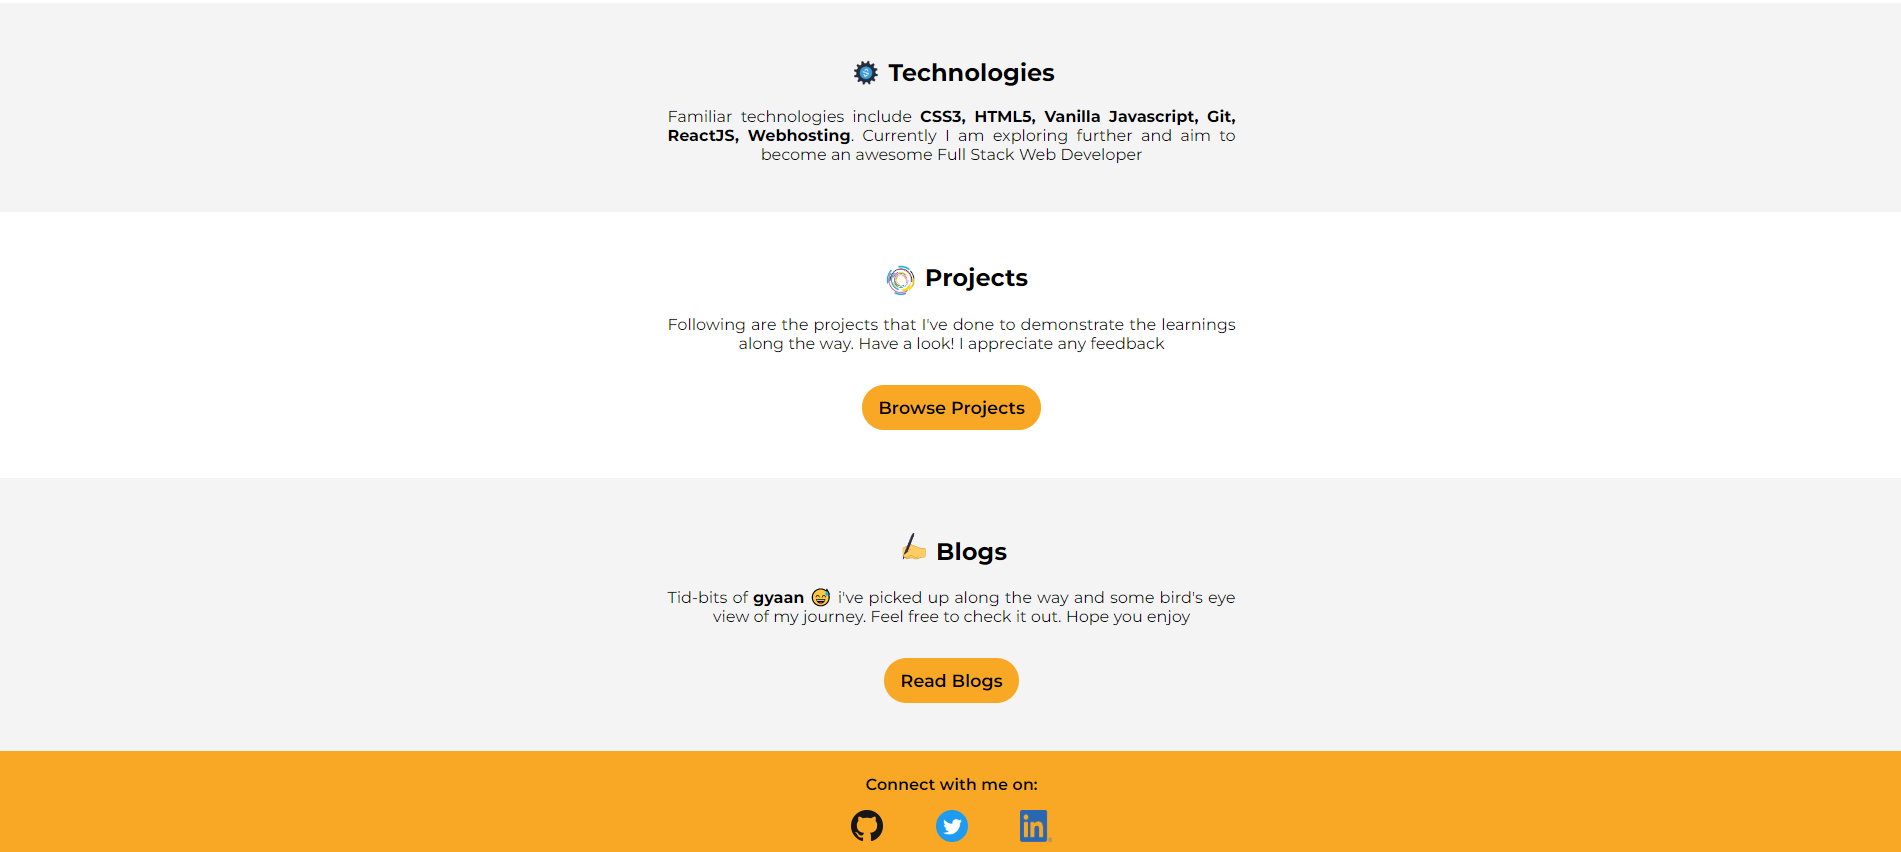 Technologies
Familiar technologies include CSS3, HTML5, Vanilla Javascript, Git,
ReactJS, Webhosting. Currently I am exploring further and aim to
become an awesome Full Stack Web Developer
Projects
Following are the projects that I've done to demonstrate the learnings
along the way. Have a look! I appreciate any feedback
Browse Projects
Blogs
Tid-bits of gyaan 😅 i've picked up along the way and some bird's eye
view of my journey. Feel free to check it out. Hope you enjoy
Read Blogs
Connect with me on:
in